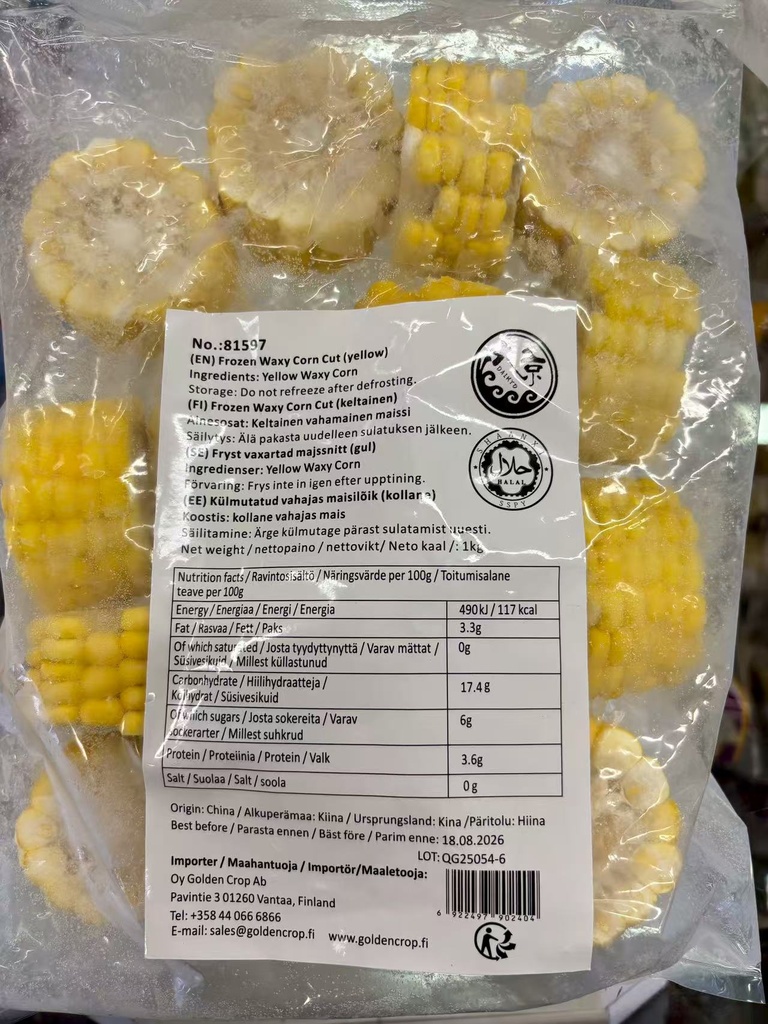 No.:81597
(EN) Frozen Waxy Corn Cut (yellow)
Ingredients: Yellow Waxy Corn
Storage: Do not refreeze after defrosting.
(FI) Frozen Waxy Corn Cut (keltainen)
Ainesosat: Keltainen vahamainen maissi
Säilytys: Älä pakasta uudelleen sulatuksen jälkeen.
(SE) Fryst vaxartad majssnitt (gul)
Ingredienser: Yellow Waxy Corn
Förvaring: Frys inte in igen efter upptining.
(EE) Külmutatud vahajas maisilõik (kollane)
Koostis: kollane vahajas mais
Säilitamine: Ärge külmutage pärast sulatamist uuesti.
Net weight / nettopaino / nettovikt/ Neto kaal /: 1kg
京
DAIKYO
SHAANXI
حلال
HALAL
SSPY
Nutrition facts / Ravintosisältö / Näringsvärde per 100g / Toitumisalane
teave per 100g
Energy / Energiaa / Energi / Energia 490kJ / 117 kcal
Fat / Rasvaa / Fett / Paks 3.3g
Of which saturated / Josta tyydyttynyttä / Varav mättat / 0g
Süsivesikuid / Millest küllastunud
Carbonhydrate / Hiilihydraatteja / 17.4 g
Kolhydrat / Süsivesikuid
Of which sugars / Josta sokereita / Varav 6g
sockerarter / Millest suhkrud
Protein / Proteiinia / Protein / Valk 3.6g
Salt / Suolaa / Salt / soola 0 g
Origin: China / Alkuperämaa: Kiina / Ursprungsland: Kina /Päritolu: Hiina
Best before / Parasta ennen / Bäst före / Parim enne: 18.08.2026
LOT: QG25054-6
Importer / Maahantuoja / Importör/Maaletooja:
Oy Golden Crop Ab
Pavintie 3 01260 Vantaa, Finland
Tel: +358 44 066 6866
E-mail: sales@goldencrop.fi www.goldencrop.fi
6 922497 902404